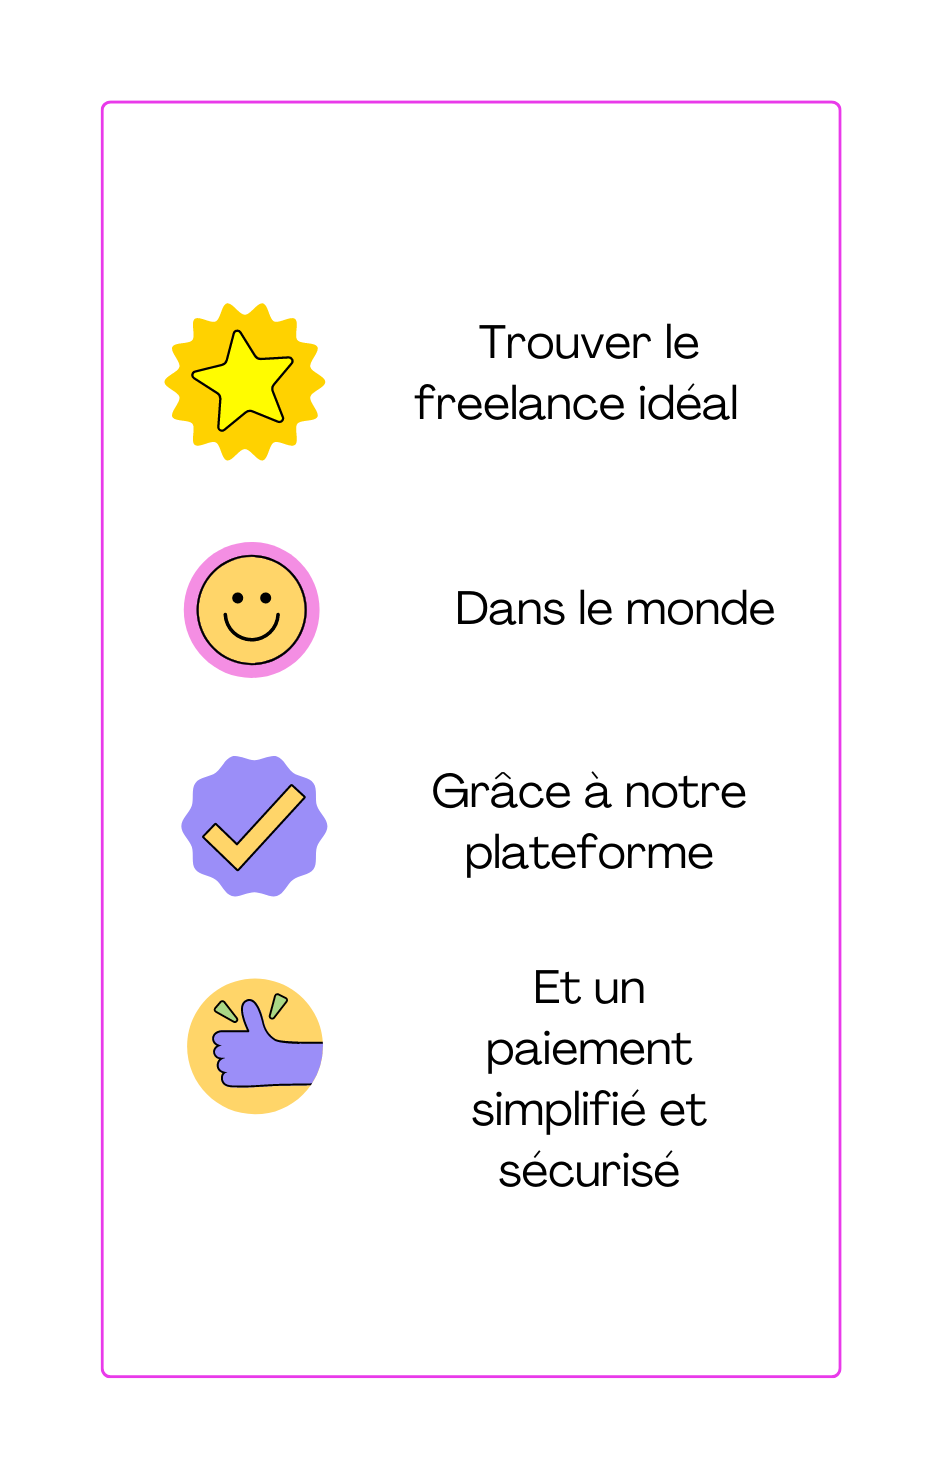 Trouver le
freelance idéal
Dans le monde
Grâce à notre
plateforme
Et un
paiement
simplifié et
sécurisé